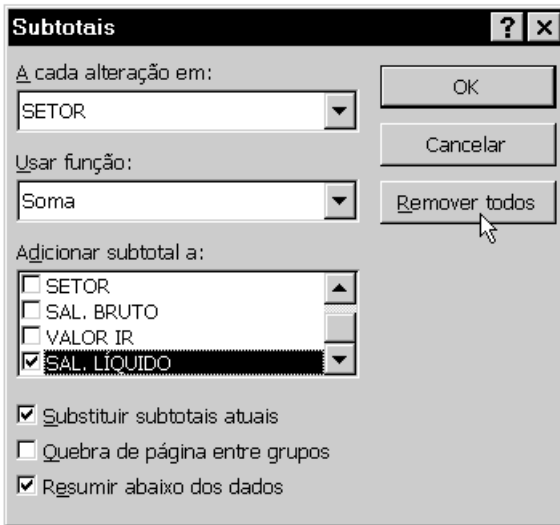 Subtotais
A cada alteração em:
SETOR
Usar função:
Soma
Adicionar subtotal a:
SETOR
SAL. BRUTO
VALOR IR
SAL. LÍQUIDO
Substituir subtotais atuais
Quebra de página entre grupos
Resumir abaixo dos dados
OK
Cancelar
Remover todos